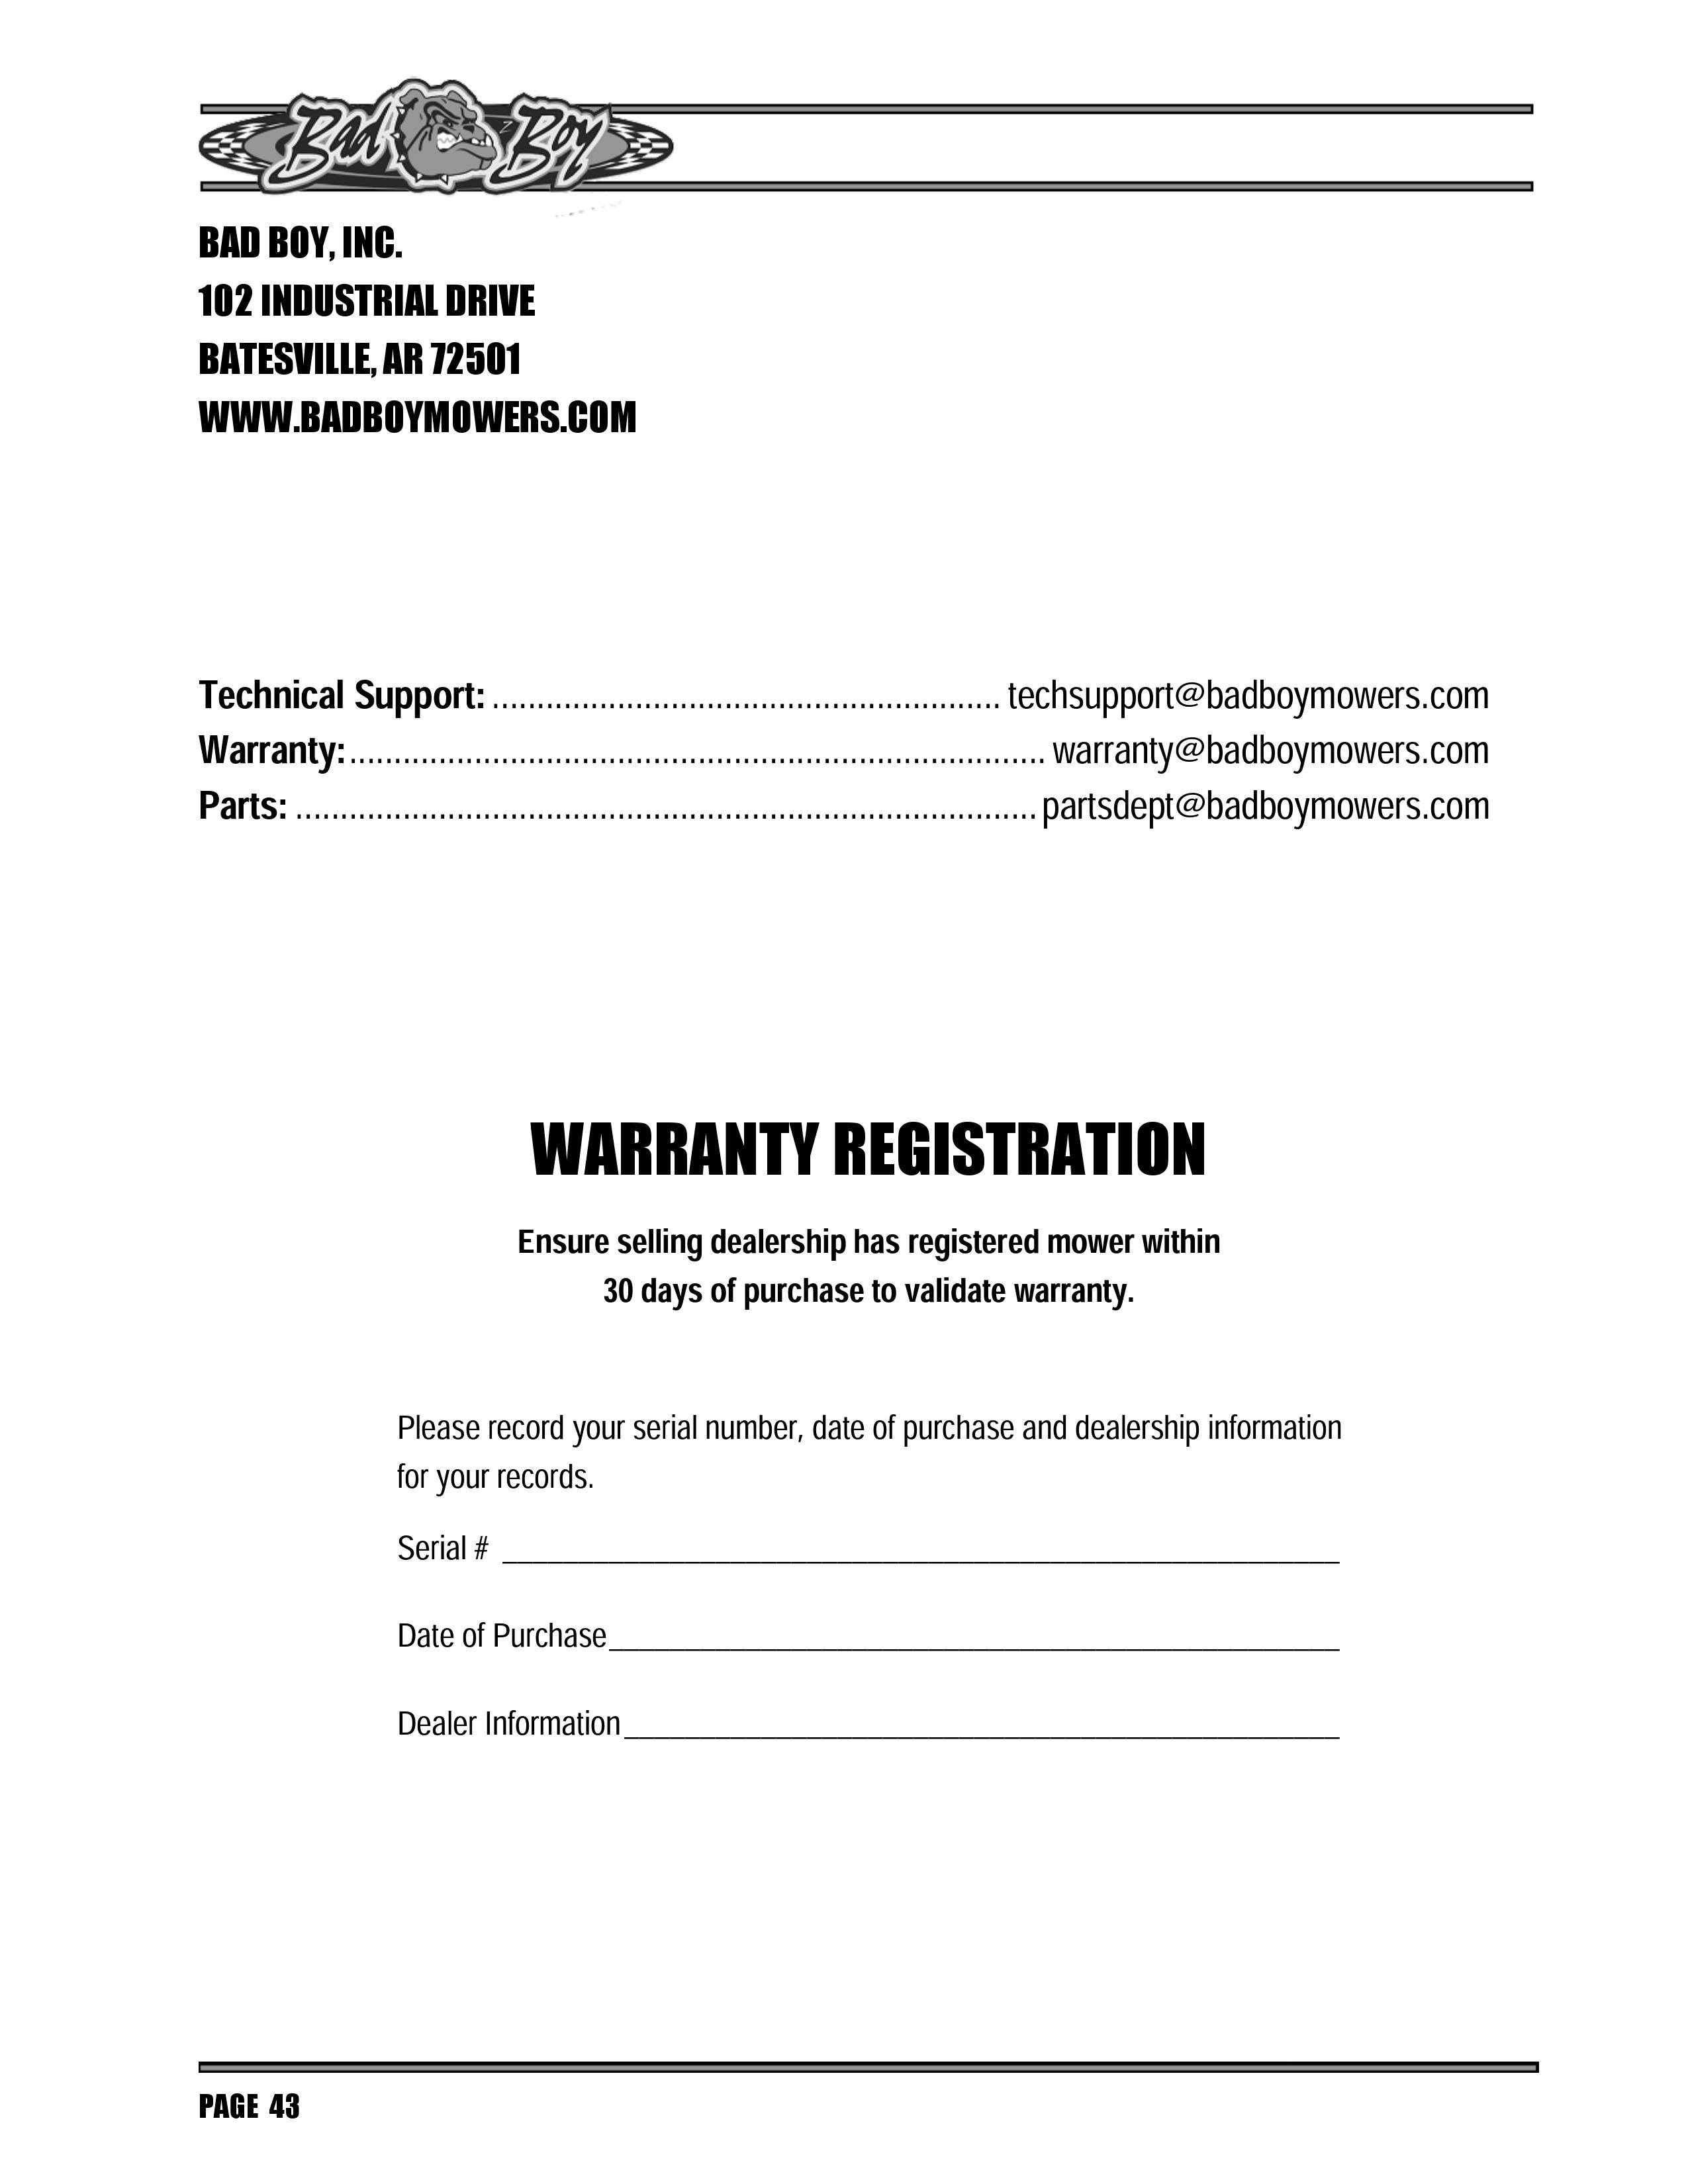 Bad Boy
Z
BAD BOY, INC.
102 INDUSTRIAL DRIVE
BATESVILLE, AR 72501
WWW.BADBOYMOWERS.COM
Technical Support: ......................................................... techsupport@badboymowers.com
Warranty: .............................................................................. warranty@badboymowers.com
Parts: ................................................................................... partsdept@badboymowers.com
WARRANTY REGISTRATION
Ensure selling dealership has registered mower within
30 days of purchase to validate warranty.
Please record your serial number, date of purchase and dealership information
for your records.
Serial # ______________________________________________________
Date of Purchase_______________________________________________
Dealer Information______________________________________________
PAGE 43